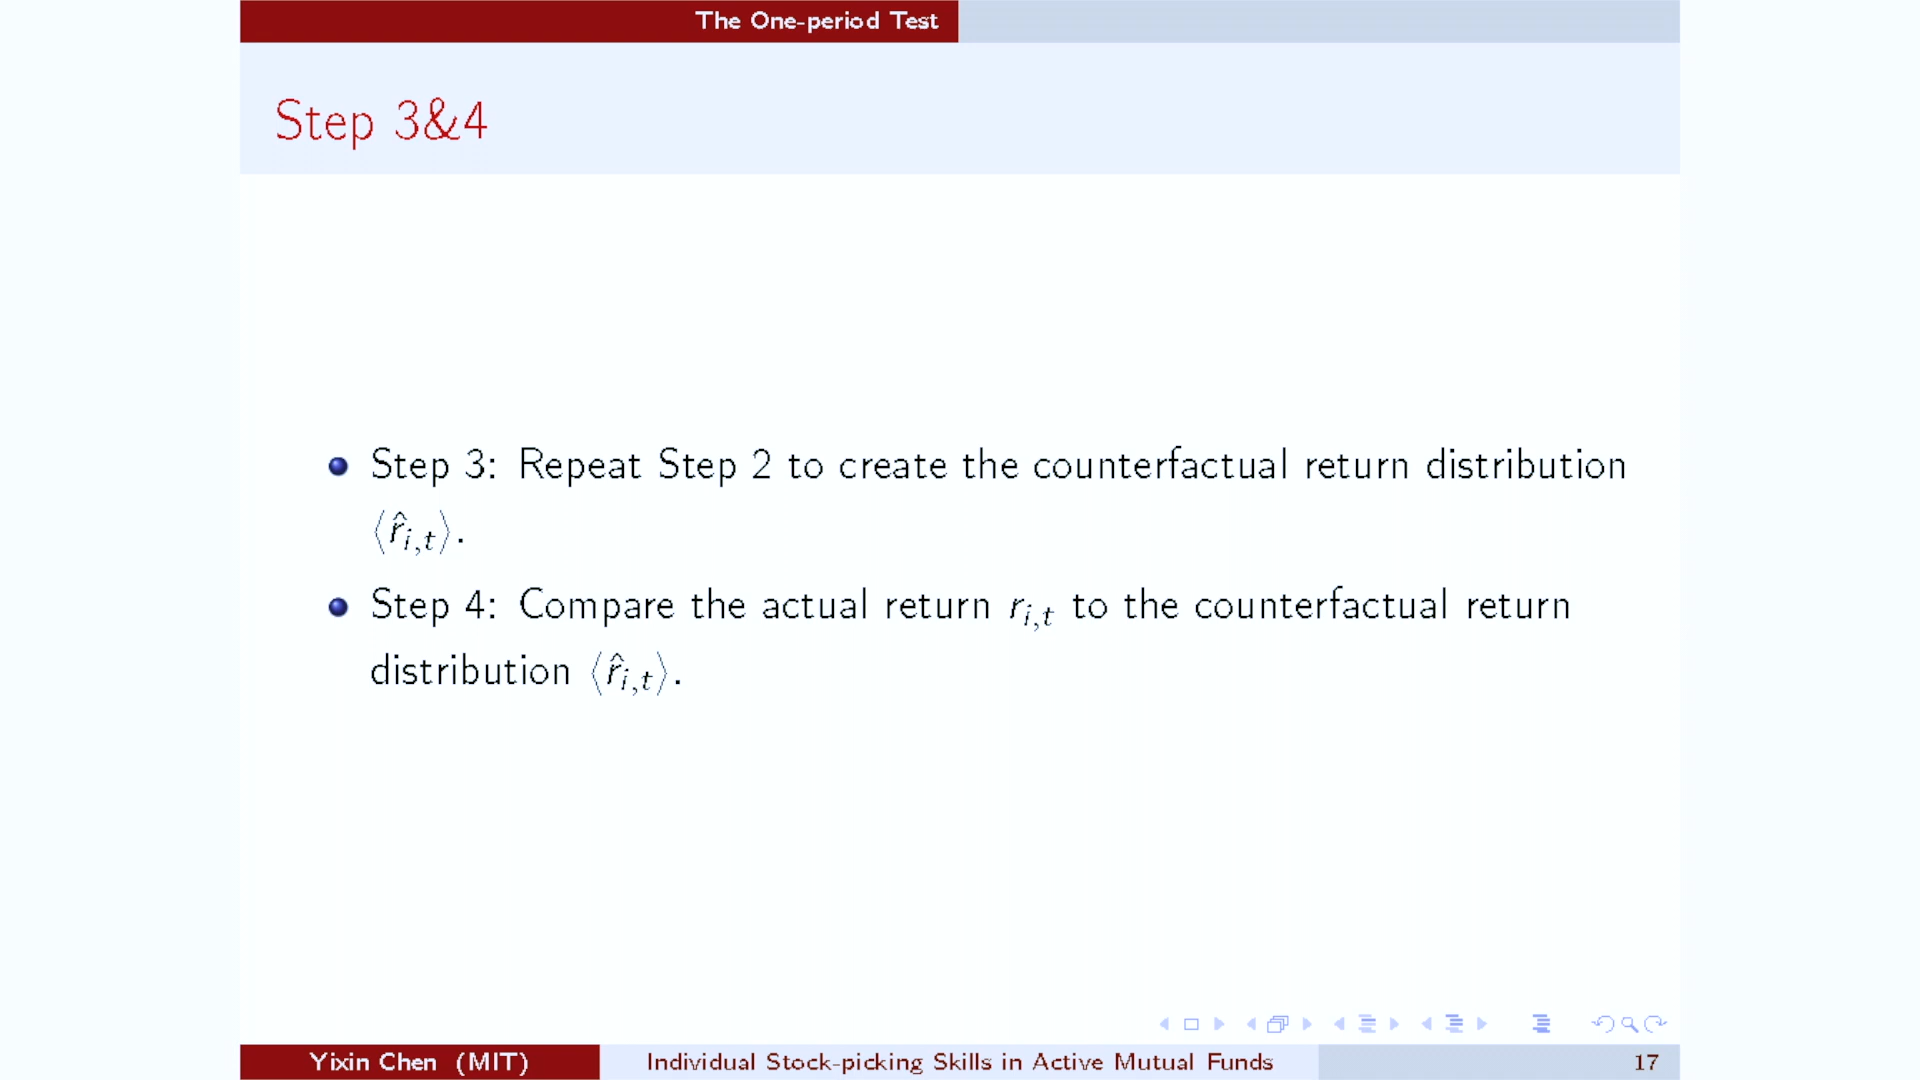 The One-period Test
Step 3&4
Step 3: Repeat Step 2 to create the counterfactual return distribution
⟨r̂i,t⟩.
Step 4: Compare the actual return ri,t to the counterfactual return
distribution ⟨r̂i,t⟩.
Yixin Chen (MIT)
Individual Stock-picking Skills in Active Mutual Funds
17